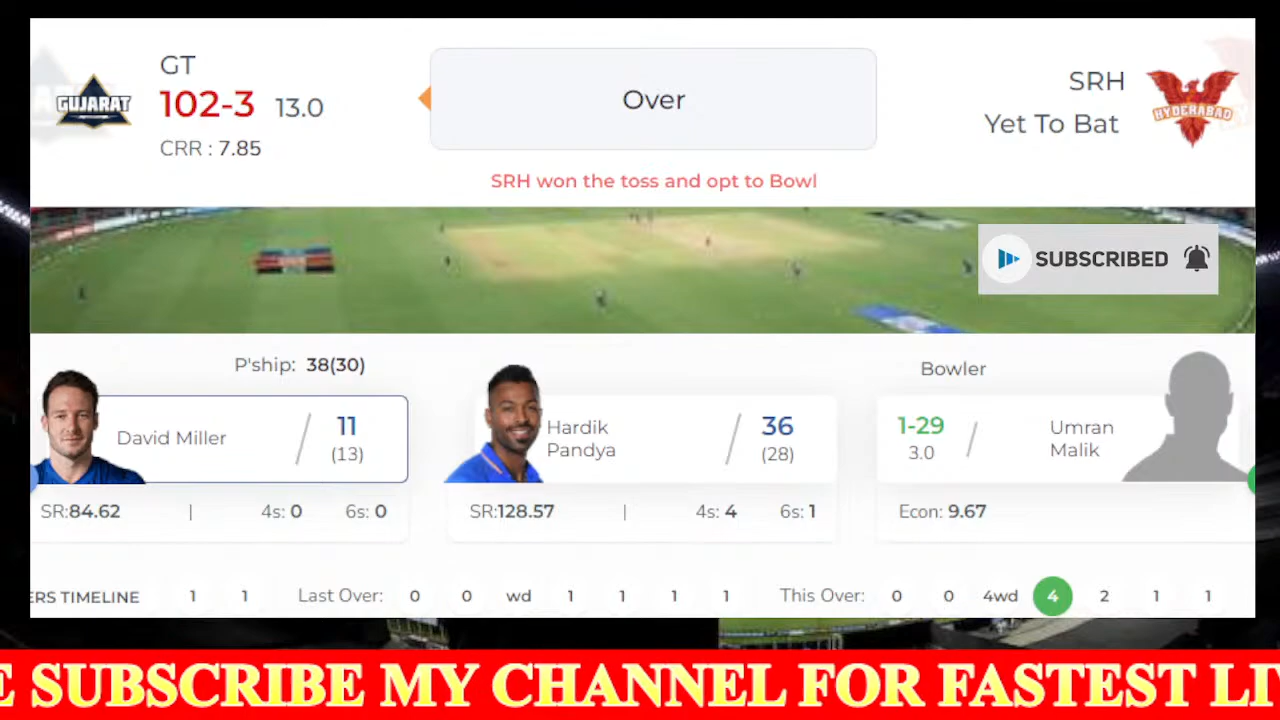 GT
102-3 13.0
CRR : 7.85
GUJARAT
Over
SRH
Yet To Bat
HYDERABAD
SRH won the toss and opt to Bowl
SUBSCRIBED
P'ship: 38(30)
Bowler
David Miller / 11
(13)
Hardik
Pandya / 36
(28)
1-29
3.0 / Umran
Malik
SR:84.62 | 4s: 0 6s: 0
SR:128.57 | 4s: 4 6s: 1
Econ: 9.67
ERS TIMELINE 1 1 Last Over: 0 0 wd 1 1 1 1 This Over: 0 0 4wd 4 2 1 1
E SUBSCRIBE MY CHANNEL FOR FASTEST LI